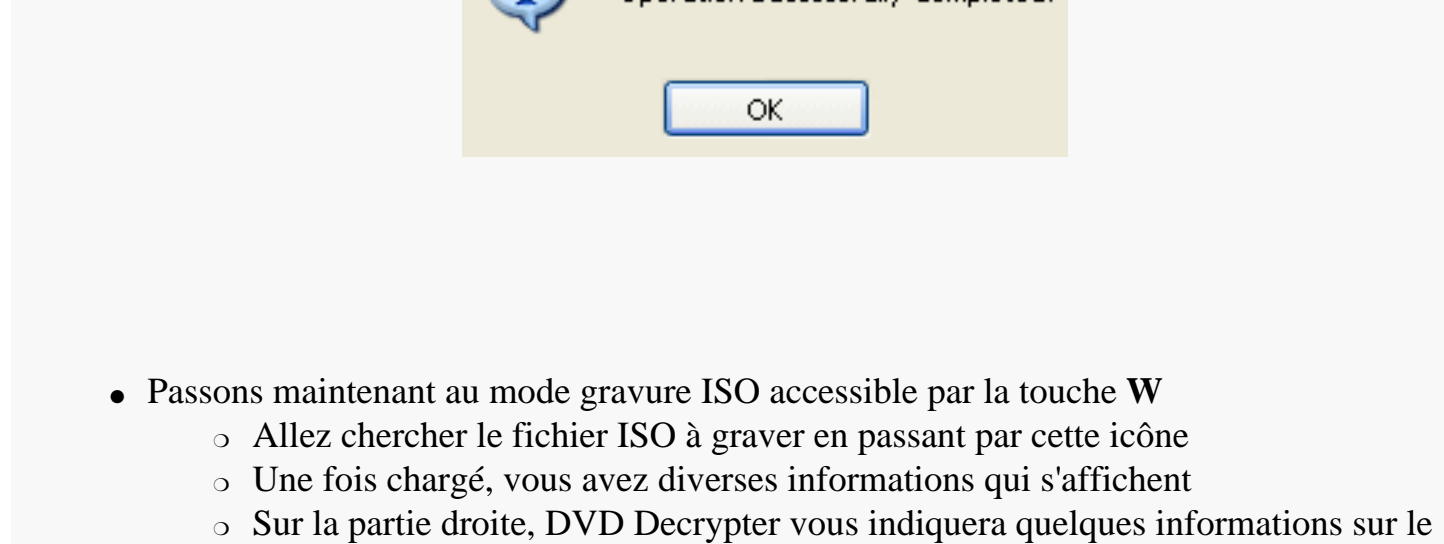 OK
• Passons maintenant au mode gravure ISO accessible par la touche W
○ Allez chercher le fichier ISO à graver en passant par cette icône
○ Une fois chargé, vous avez diverses informations qui s'affichent
○ Sur la partie droite, DVD Decrypter vous indiquera quelques informations sur le